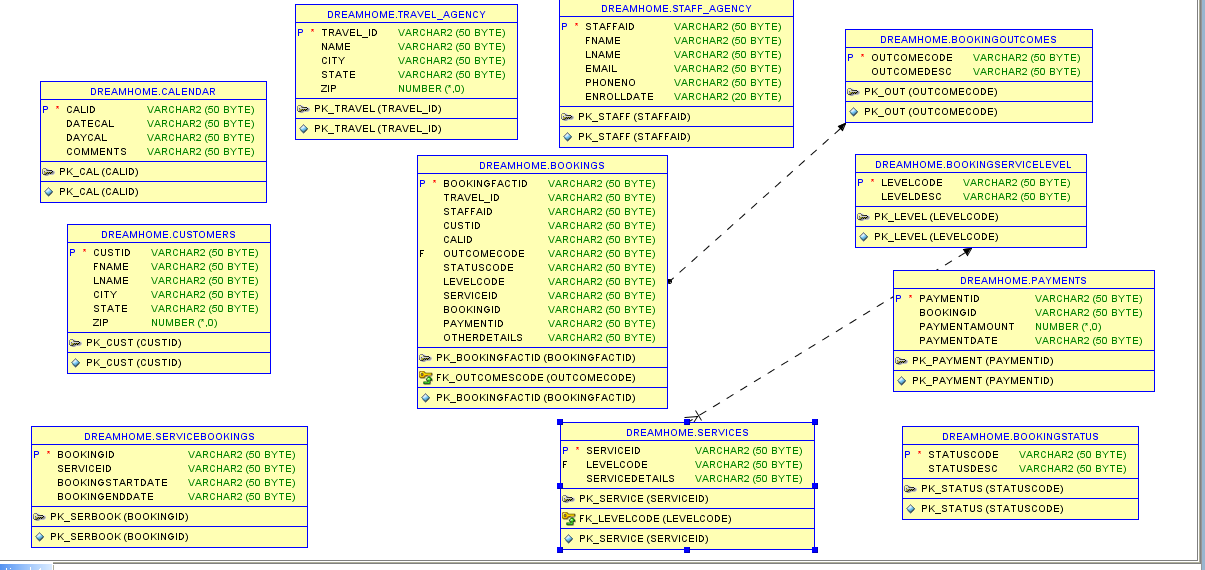 DREAMHOME.TRAVEL_AGENCY
P * TRAVEL_ID VARCHAR2 (50 BYTE)
NAME VARCHAR2 (50 BYTE)
CITY VARCHAR2 (50 BYTE)
STATE VARCHAR2 (50 BYTE)
ZIP NUMBER (*,0)
PK_TRAVEL (TRAVEL_ID)
PK_TRAVEL (TRAVEL_ID)
DREAMHOME.STAFF_AGENCY
P * STAFFAID VARCHAR2 (50 BYTE)
FNAME VARCHAR2 (50 BYTE)
LNAME VARCHAR2 (50 BYTE)
EMAIL VARCHAR2 (50 BYTE)
PHONENO VARCHAR2 (50 BYTE)
ENROLLDATE VARCHAR2 (20 BYTE)
PK_STAFF (STAFFAID)
PK_STAFF (STAFFAID)
DREAMHOME.BOOKINGOUTCOMES
P * OUTCOMECODE VARCHAR2 (50 BYTE)
OUTCOMEDESC VARCHAR2 (50 BYTE)
PK_OUT (OUTCOMECODE)
PK_OUT (OUTCOMECODE)
DREAMHOME.CALENDAR
P * CALID VARCHAR2 (50 BYTE)
DATECAL VARCHAR2 (50 BYTE)
DAYCAL VARCHAR2 (50 BYTE)
COMMENTS VARCHAR2 (50 BYTE)
PK_CAL (CALID)
PK_CAL (CALID)
DREAMHOME.BOOKINGS
P * BOOKINGFACTID VARCHAR2 (50 BYTE)
TRAVEL_ID VARCHAR2 (50 BYTE)
STAFFAID VARCHAR2 (50 BYTE)
CUSTID VARCHAR2 (50 BYTE)
CALID VARCHAR2 (50 BYTE)
F OUTCOMECODE VARCHAR2 (50 BYTE)
STATUSCODE VARCHAR2 (50 BYTE)
LEVELCODE VARCHAR2 (50 BYTE)
SERVICEID VARCHAR2 (50 BYTE)
BOOKINGID VARCHAR2 (50 BYTE)
PAYMENTID VARCHAR2 (50 BYTE)
OTHERDETAILS VARCHAR2 (50 BYTE)
PK_BOOKINGFACTID (BOOKINGFACTID)
FK_OUTCOMESCODE (OUTCOMECODE)
PK_BOOKINGFACTID (BOOKINGFACTID)
DREAMHOME.BOOKINGSERVICELEVEL
P * LEVELCODE VARCHAR2 (50 BYTE)
LEVELDESC VARCHAR2 (50 BYTE)
PK_LEVEL (LEVELCODE)
PK_LEVEL (LEVELCODE)
DREAMHOME.CUSTOMERS
P * CUSTID VARCHAR2 (50 BYTE)
FNAME VARCHAR2 (50 BYTE)
LNAME VARCHAR2 (50 BYTE)
CITY VARCHAR2 (50 BYTE)
STATE VARCHAR2 (50 BYTE)
ZIP NUMBER (*,0)
PK_CUST (CUSTID)
PK_CUST (CUSTID)
DREAMHOME.PAYMENTS
P * PAYMENTID VARCHAR2 (50 BYTE)
BOOKINGID VARCHAR2 (50 BYTE)
PAYMENTAMOUNT NUMBER (*,0)
PAYMENTDATE VARCHAR2 (50 BYTE)
PK_PAYMENT (PAYMENTID)
PK_PAYMENT (PAYMENTID)
DREAMHOME.SERVICEBOOKINGS
P * BOOKINGID VARCHAR2 (50 BYTE)
SERVICEID VARCHAR2 (50 BYTE)
BOOKINGSTARTDATE VARCHAR2 (50 BYTE)
BOOKINGENDDATE VARCHAR2 (50 BYTE)
PK_SERBOOK (BOOKINGID)
PK_SERBOOK (BOOKINGID)
DREAMHOME.SERVICES
P * SERVICEID VARCHAR2 (50 BYTE)
F LEVELCODE VARCHAR2 (50 BYTE)
SERVICEDETAILS VARCHAR2 (50 BYTE)
PK_SERVICE (SERVICEID)
FK_LEVELCODE (LEVELCODE)
PK_SERVICE (SERVICEID)
DREAMHOME.BOOKINGSTATUS
P * STATUSCODE VARCHAR2 (50 BYTE)
STATUSDESC VARCHAR2 (50 BYTE)
PK_STATUS (STATUSCODE)
PK_STATUS (STATUSCODE)